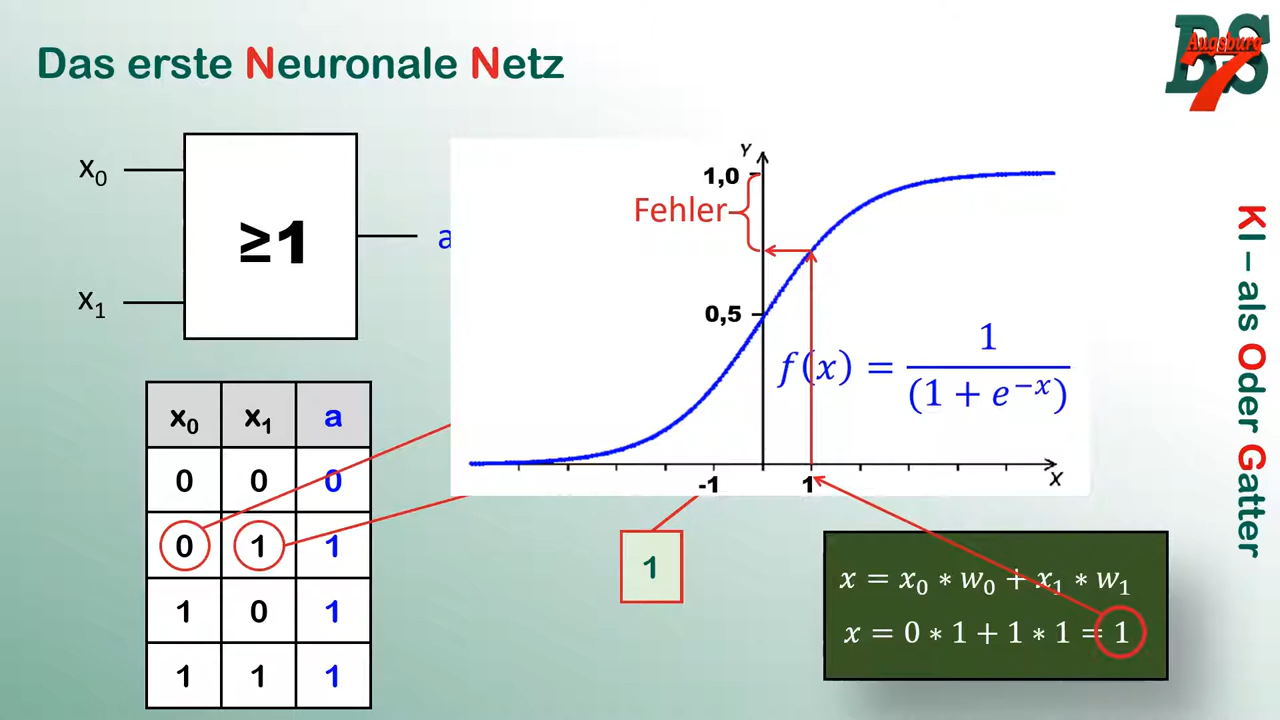 Das erste Neuronale Netz
BS
Augsburg
7
x₀
≥1
a
x₁
Y
1,0
Fehler
0,5
f(x) = 1/(1 + e⁻ˣ)
-1
1
X
x₀ x₁ a
0 0 0
0 1 1
1 0 1
1 1 1
1
x = x₀ * w₀ + x₁ * w₁
x = 0 * 1 + 1 * 1 = 1
KI – als Oder Gatter